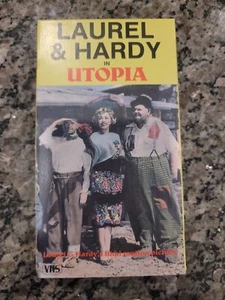 LAUREL
& HARDY
IN
UTOPIA
VHS